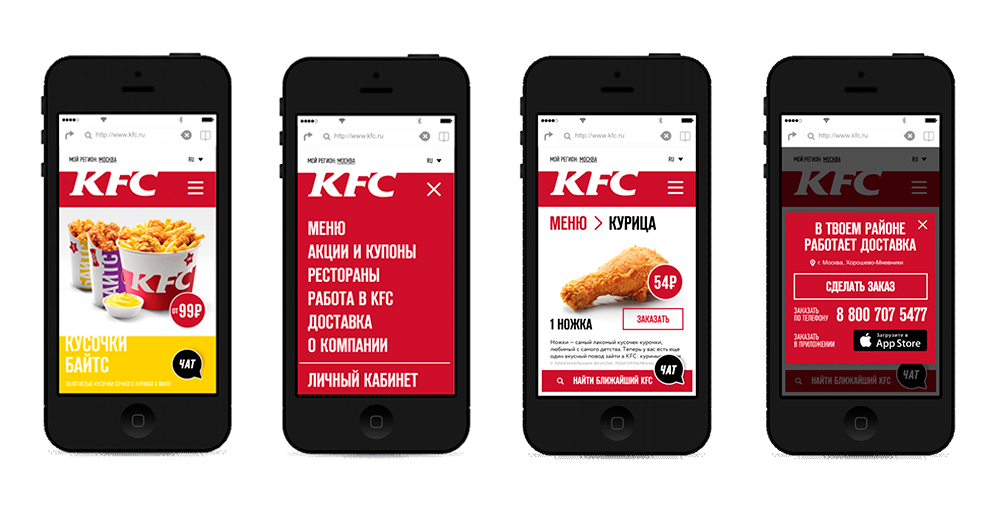 http://www.kfc.ru
МОЙ РЕГИОН: МОСКВА
RU
KFC
БАЙТС
KFC
ОТ 99₽
КУСОЧКИ
БАЙТС
ЧАТ
http://www.kfc.ru
МОЙ РЕГИОН: МОСКВА
RU
KFC
МЕНЮ
АКЦИИ И КУПОНЫ
РЕСТОРАНЫ
РАБОТА В KFC
ДОСТАВКА
О КОМПАНИИ
ЛИЧНЫЙ КАБИНЕТ
http://www.kfc.ru
МОЙ РЕГИОН: МОСКВА
RU
KFC
МЕНЮ > КУРИЦА
54₽
1 НОЖКА
ЗАКАЗАТЬ
Ножки – самый лакомый кусочек курочки,
любимый с самого детства. Теперь у вас есть еще
один вкусный повод зайти в KFC: курин
с оригинальным вкусом, приготовлен
НАЙТИ БЛИЖАЙШИЙ KFC
ЧАТ
http://www.kfc.ru
МОЙ РЕГИОН: МОСКВА
RU
KFC
В ТВОЕМ РАЙОНЕ
РАБОТАЕТ ДОСТАВКА
г. Москва, Хорошево-Мневники
СДЕЛАТЬ ЗАКАЗ
ЗАКАЗАТЬ
ПО ТЕЛЕФОНУ
8 800 707 5477
ЗАКАЗАТЬ
В ПРИЛОЖЕНИИ
Загрузите в
App Store
НАЙТИ БЛИЖАЙШИЙ KFC
ЧАТ